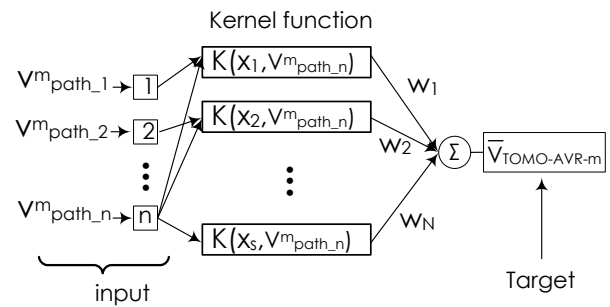 Kernel function
V^m_path_1 1 K(x_1,V^m_path_n) w_1
V^m_path_2 2 K(x_2,V^m_path_n) w_2
Σ V̅_TOMO-AVR-m
V^m_path_n n K(x_s,V^m_path_n) w_N
input
Target